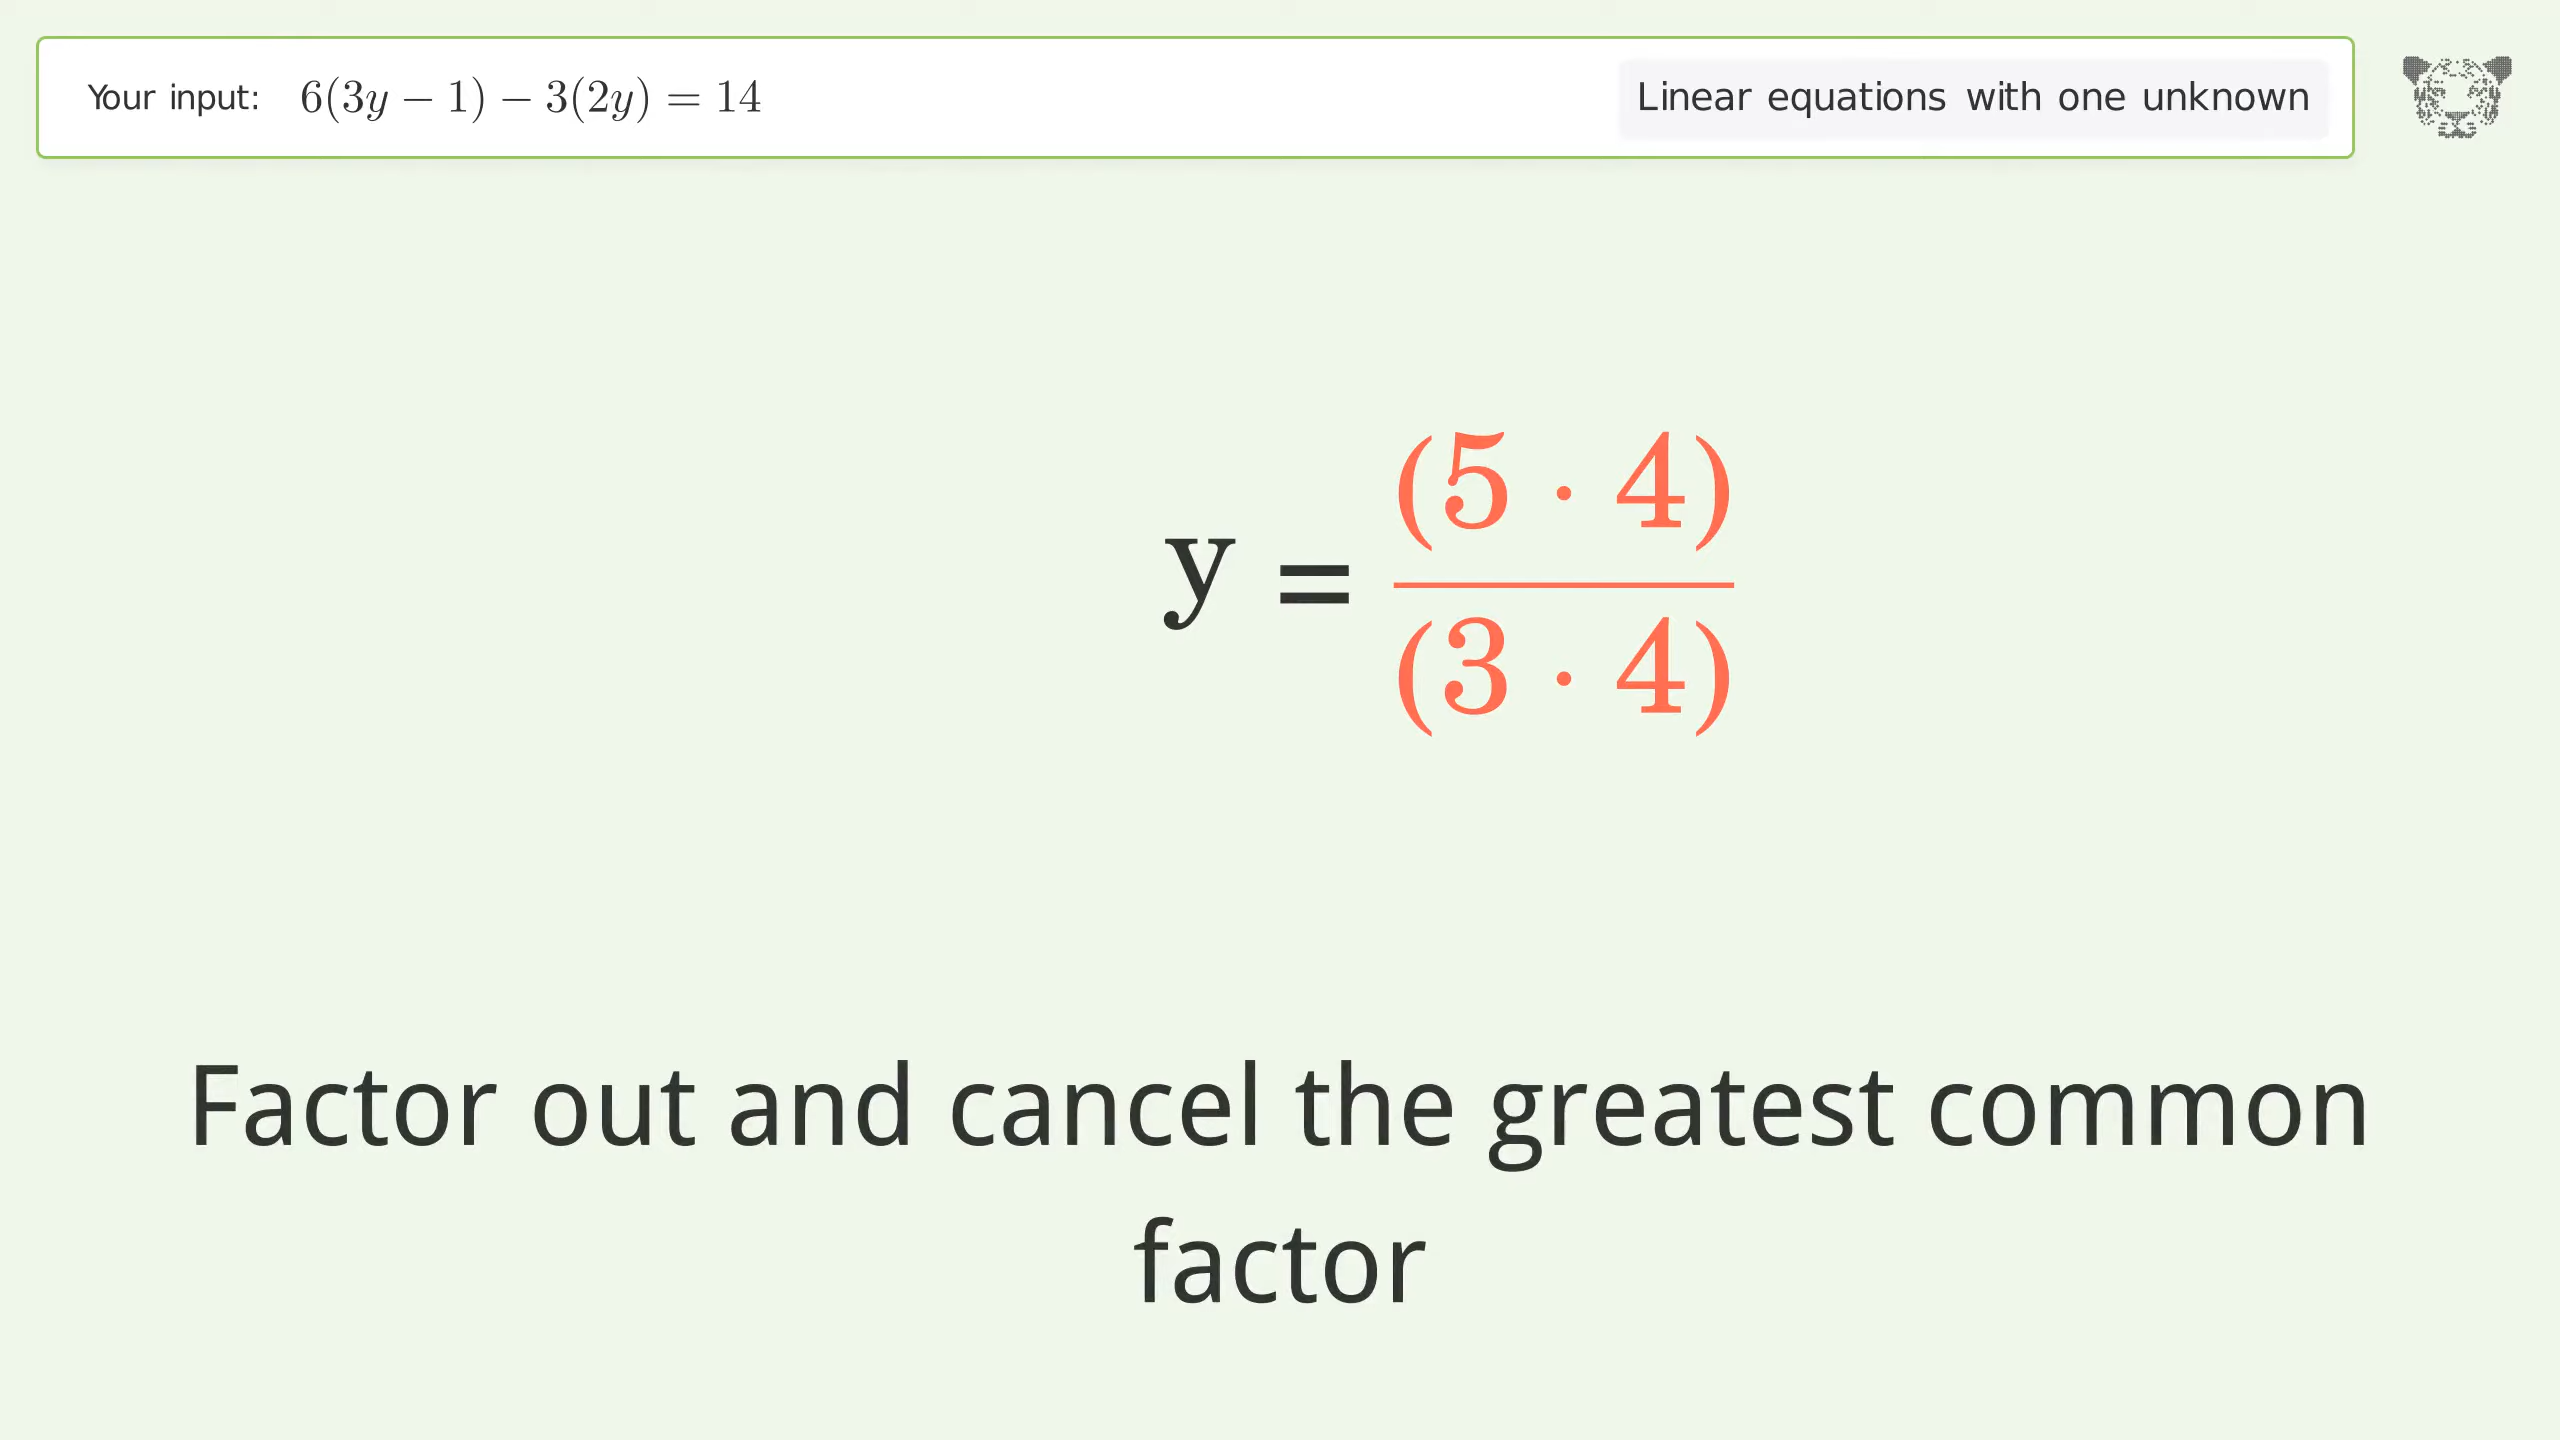 Your input: 6(3y − 1) − 3(2y) = 14
Linear equations with one unknown
y = (5 · 4) / (3 · 4)
Factor out and cancel the greatest common
factor